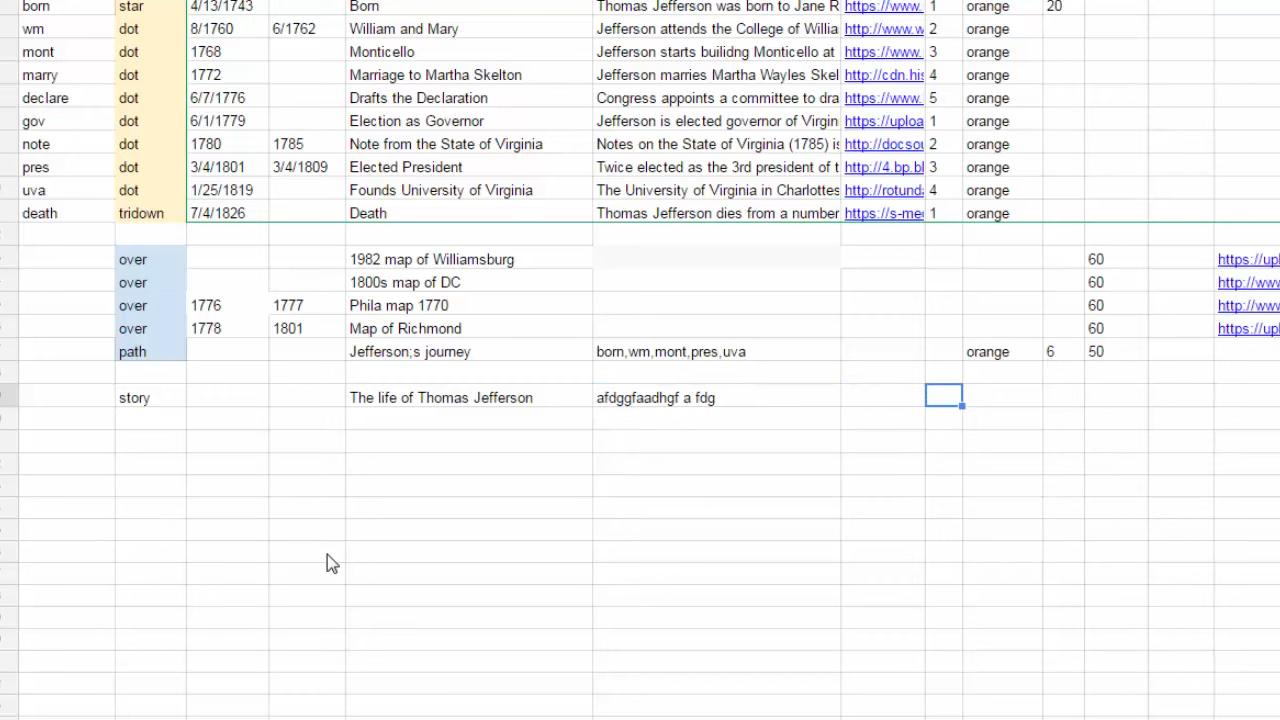 born star 4/13/1743 Born Thomas Jefferson was born to Jane R https://www. 1 orange 20
wm dot 8/1760 6/1762 William and Mary Jefferson attends the College of Willia http://www.w 2 orange
mont dot 1768 Monticello Jefferson starts builidng Monticello at https://www. 3 orange
marry dot 1772 Marriage to Martha Skelton Jefferson marries Martha Wayles Skel http://cdn.his 4 orange
declare dot 6/7/1776 Drafts the Declaration Congress appoints a committee to dra https://www. 5 orange
gov dot 6/1/1779 Election as Governor Jefferson is elected governor of Virgin https://uploa 1 orange
note dot 1780 1785 Note from the State of Virginia Notes on the State of Virginia (1785) is http://docsou 2 orange
pres dot 3/4/1801 3/4/1809 Elected President Twice elected as the 3rd president of t http://4.bp.bl 3 orange
uva dot 1/25/1819 Founds University of Virginia The University of Virginia in Charlottes http://rotunda 4 orange
death tridown 7/4/1826 Death Thomas Jefferson dies from a number https://s-me 1 orange
over 1982 map of Williamsburg 60 https://upl
over 1800s map of DC 60 http://www
over 1776 1777 Phila map 1770 60 http://www
over 1778 1801 Map of Richmond 60 https://upl
path Jefferson;s journey born,wm,mont,pres,uva orange 6 50
story The life of Thomas Jefferson afdggfaadhgf a fdg